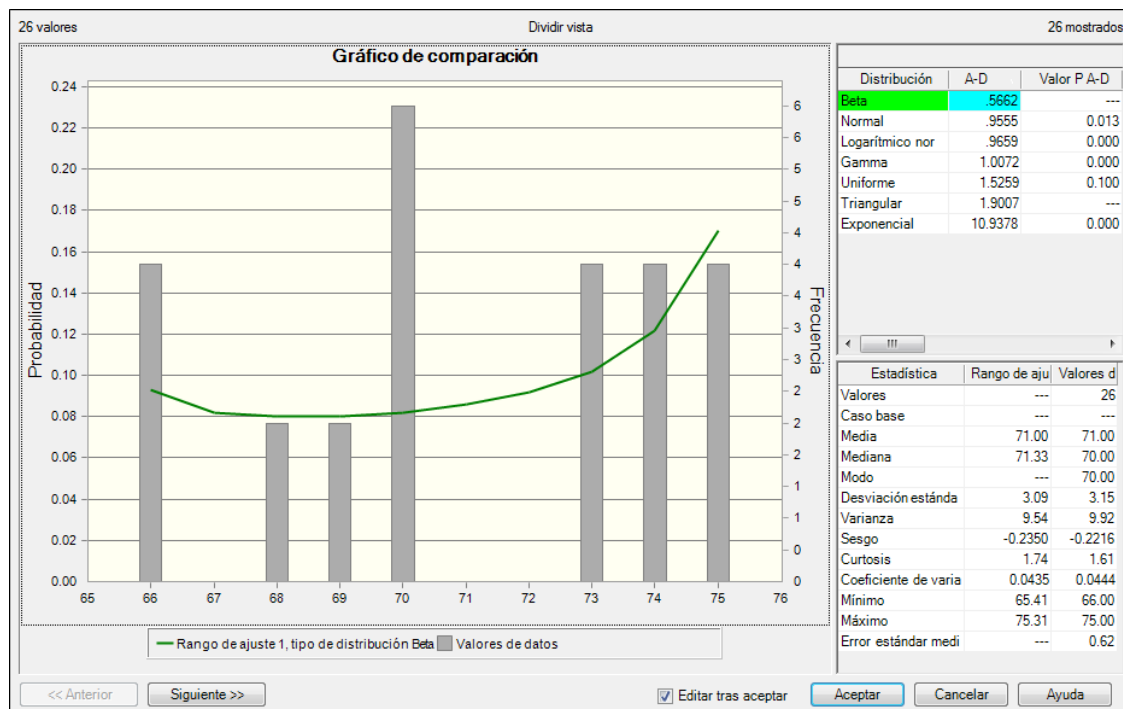 26 valores
Dividir vista
26 mostrados
Gráfico de comparación
Probabilidad
0.24
0.22
0.20
0.18
0.16
0.14
0.12
0.10
0.08
0.06
0.04
0.02
0.00
65 66 67 68 69 70 71 72 73 74 75 76
6
6
5
5
4
4
4
3
3
2
2
2
1
1
0
0
Frecuencia
Rango de ajuste 1, tipo de distribución Beta Valores de datos
Distribución A-D Valor P A-D
Beta .5662 ---
Normal .9555 0.013
Logarítmico nor .9659 0.000
Gamma 1.0072 0.000
Uniforme 1.5259 0.100
Triangular 1.9007 ---
Exponencial 10.9378 0.000
Estadística Rango de aju Valores d
Valores --- 26
Caso base --- ---
Media 71.00 71.00
Mediana 71.33 70.00
Modo --- 70.00
Desviación estánda 3.09 3.15
Varianza 9.54 9.92
Sesgo -0.2350 -0.2216
Curtosis 1.74 1.61
Coeficiente de varia 0.0435 0.0444
Mínimo 65.41 66.00
Máximo 75.31 75.00
Error estándar medi --- 0.62
<< Anterior
Siguiente >>
Editar tras aceptar
Aceptar
Cancelar
Ayuda